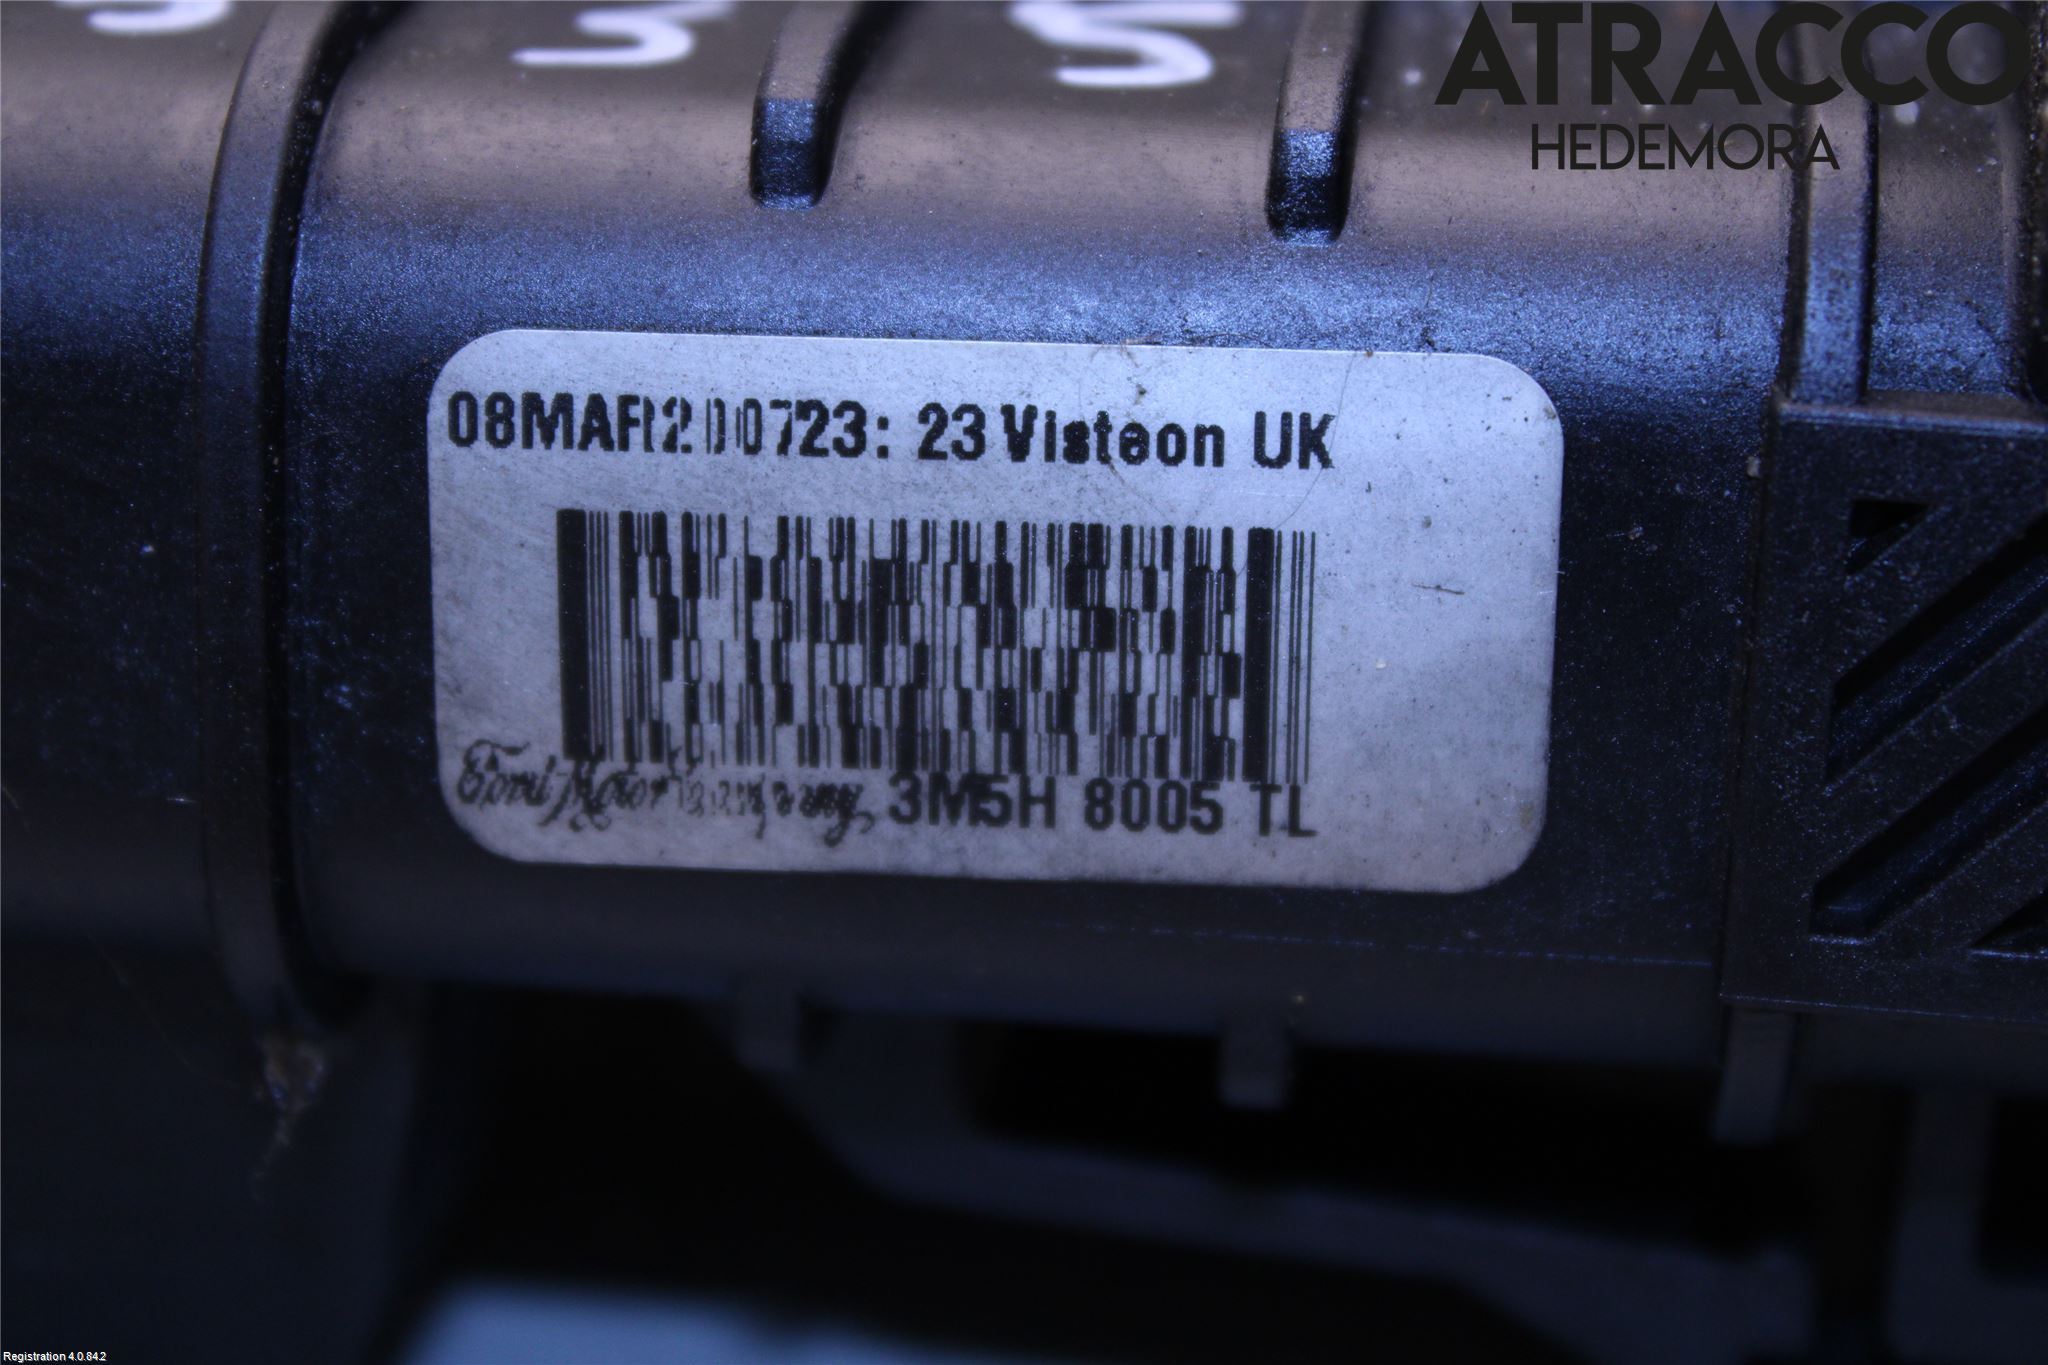 ATRACCO
HEDEMORA
08MAR200723: 23 Visteon UK
Ford Motor Company 3M5H 8005 TL
Registration 4.0.84.2